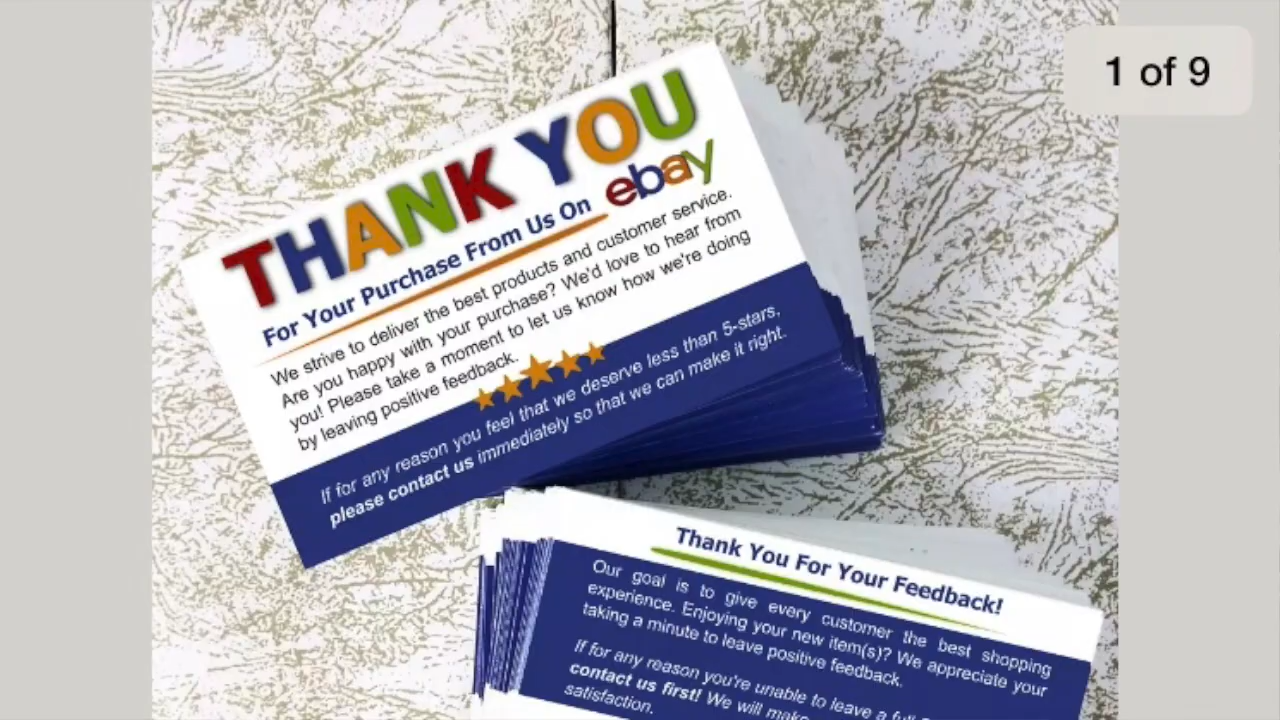 1 of 9
THANK YOU
For Your Purchase From Us On ebay
We strive to deliver the best products and customer service.
Are you happy with your purchase? We'd love to hear from
you! Please take a moment to let us know how we're doing
by leaving positive feedback.
If for any reason you feel that we deserve less than 5-stars,
please contact us immediately so that we can make it right.
Thank You For Your Feedback!
Our goal is to give every customer the best shopping
experience. Enjoying your new item(s)? We appreciate your
taking a minute to leave positive feedback.
If for any reason you're unable to leave a full
contact us first! We will make
satisfaction.